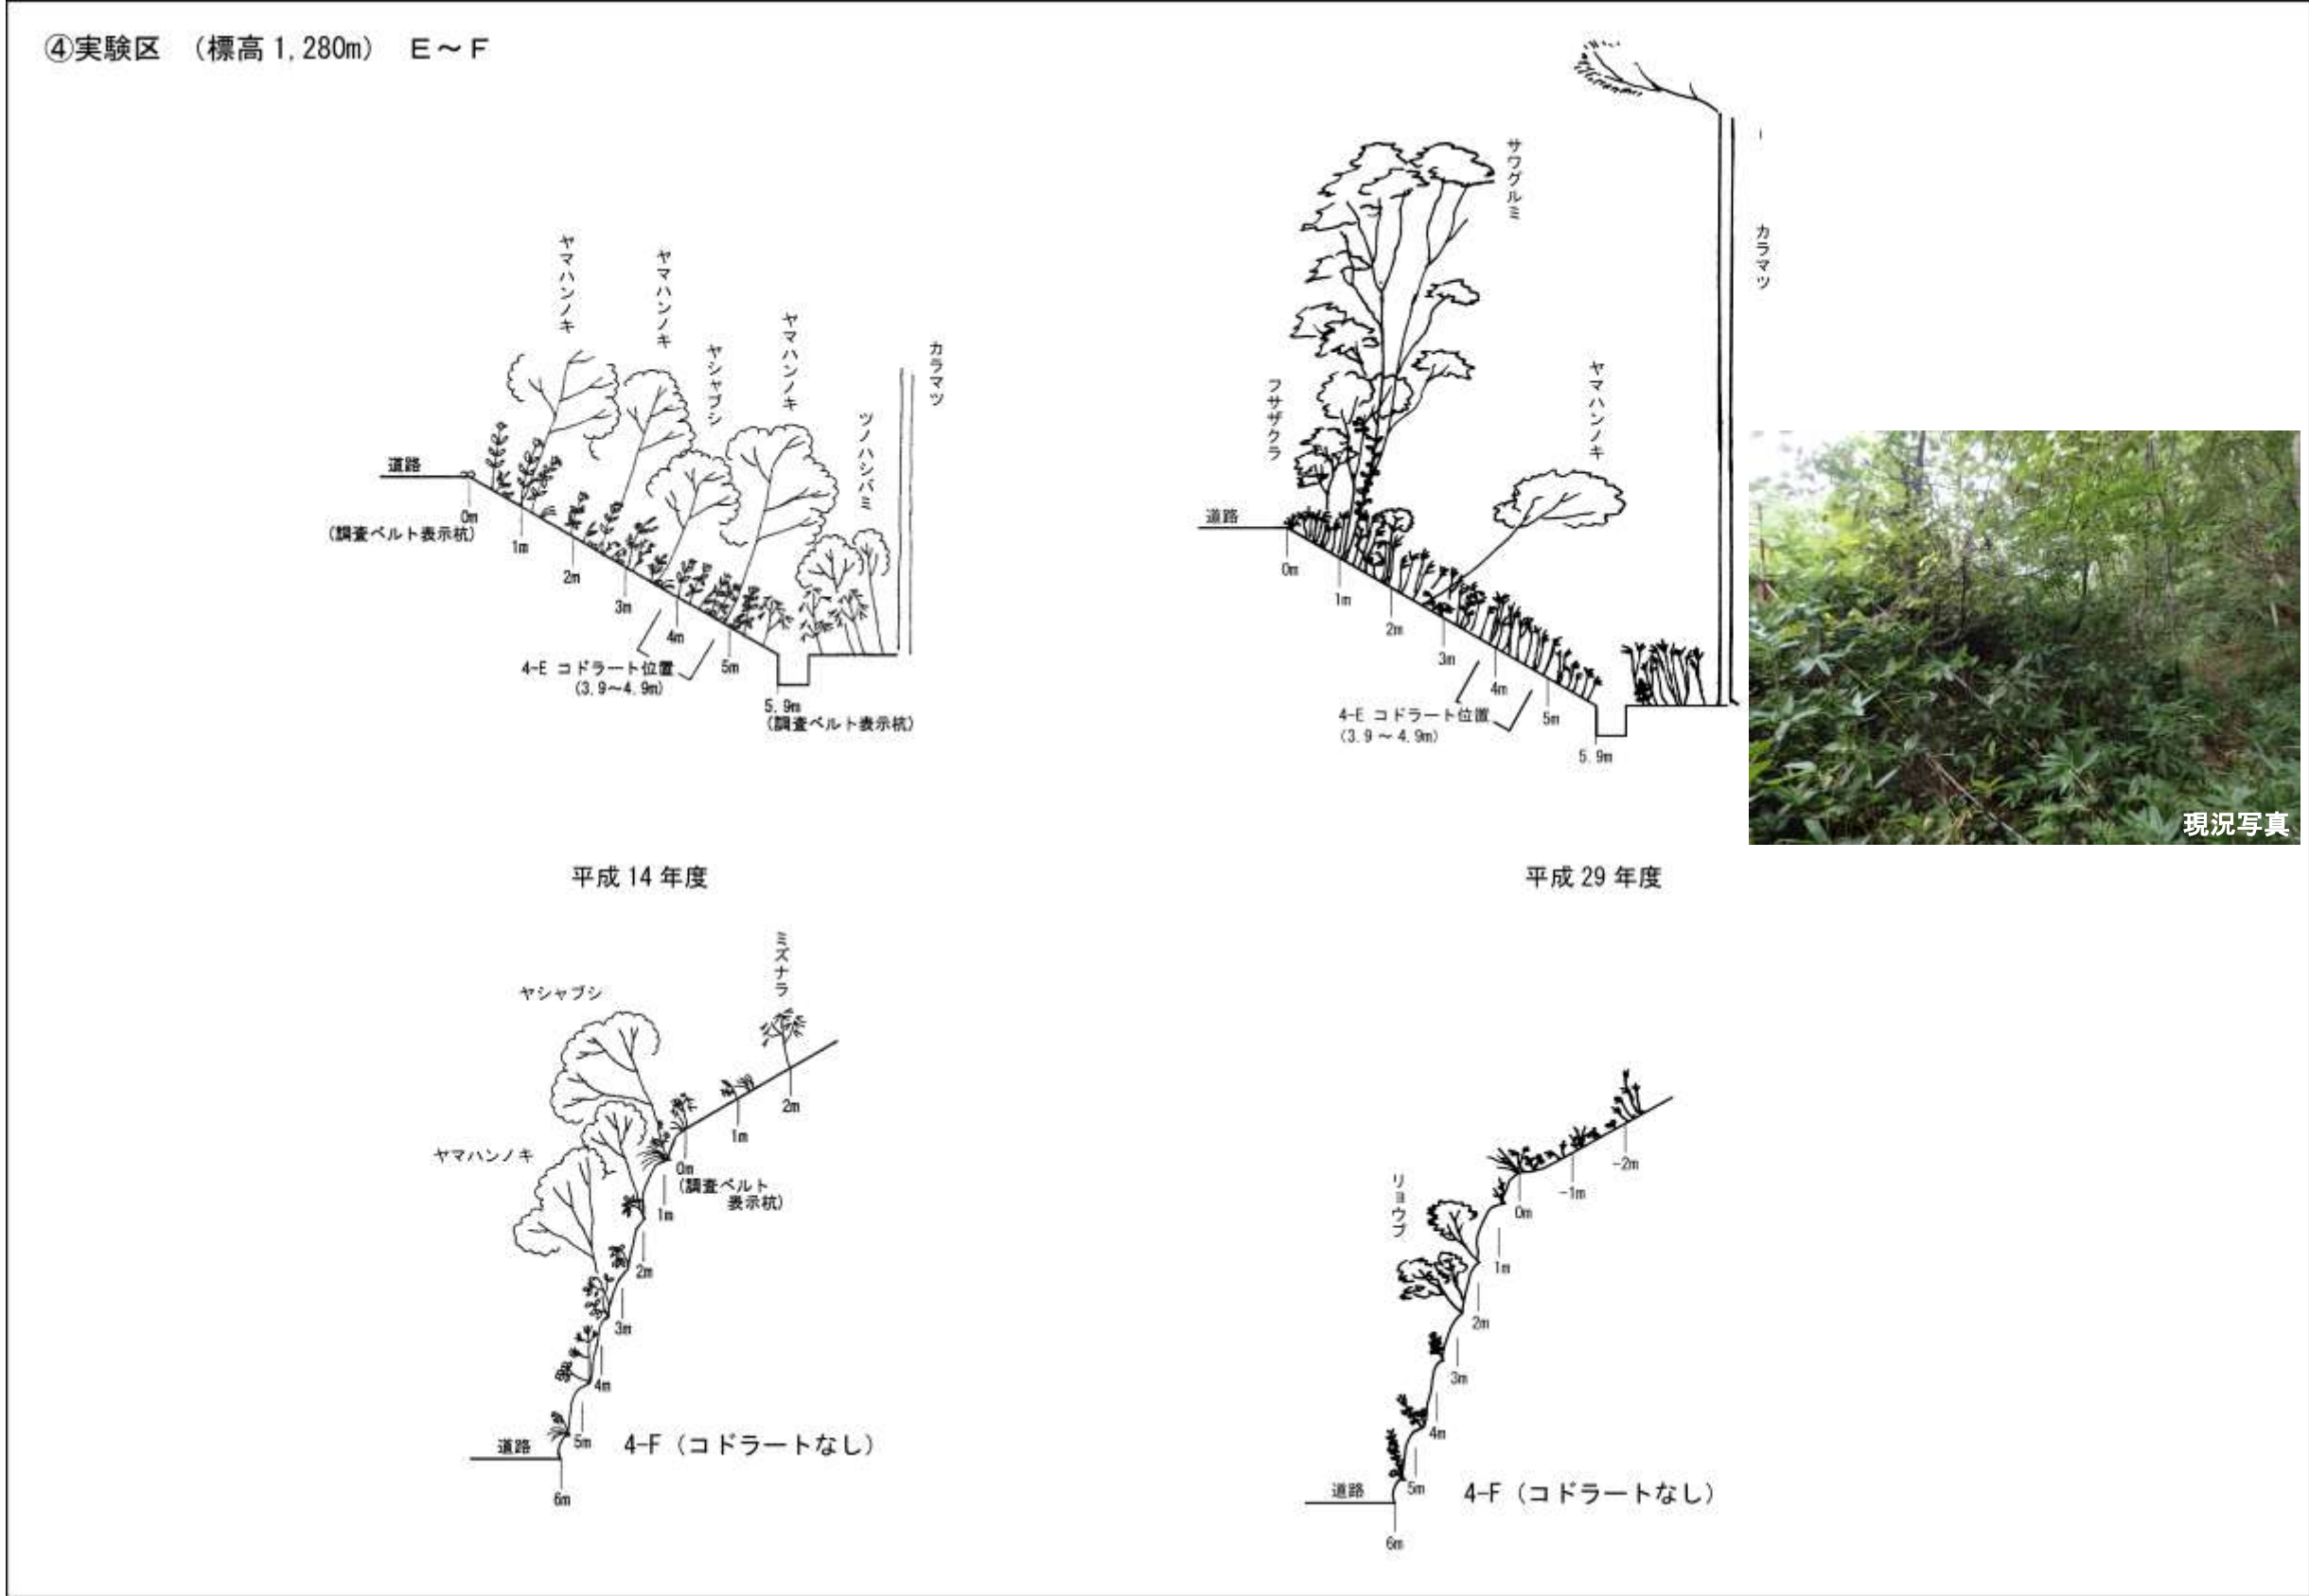 ④実験区 （標高1,280m） E～F
ヤマハンノキ
ヤマハンノキ
ヤシャブシ
ヤマハンノキ
ツノハシバミ
カラマツ
道路
0m
(調査ベルト表示杭)
1m
2m
3m
4m
5m
4-E コドラート位置
(3.9～4.9m)
5.9m
(調査ベルト表示杭)
平成14年度
サワグルミ
カラマツ
フサザクラ
ヤマハンノキ
道路
0m
1m
2m
3m
4m
5m
4-E コドラート位置
(3.9～4.9m)
5.9m
現況写真
平成29年度
ミズナラ
ヤシャブシ
ヤマハンノキ
2m
1m
0m
(調査ベルト
表示杭)
1m
2m
3m
4m
5m
道路
6m
4-F（コドラートなし）
リョウブ
-2m
-1m
0m
1m
2m
3m
4m
5m
道路
6m
4-F（コドラートなし）